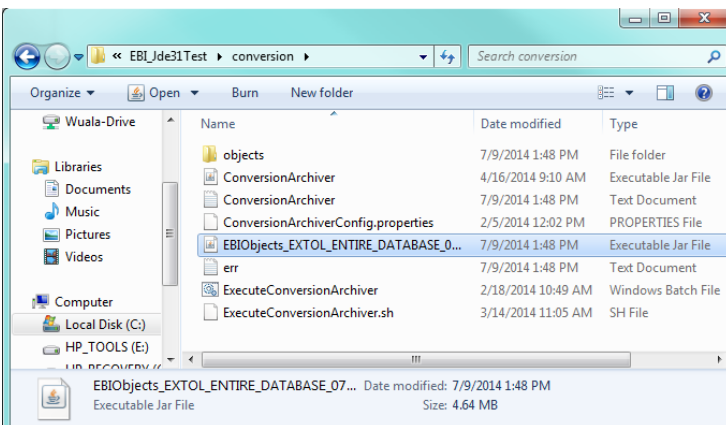 « EBI_Jde31Test ▸ conversion ▸ Search conversion
Organize Open Burn New folder
Wuala-Drive
Libraries
Documents
Music
Picture
Videos
Computer
Local Disk (C:)
HP_TOOLS (E:)
Name Date modified Type
objects 7/9/2014 1:48 PM File folder
ConversionArchiver 4/16/2014 9:10 AM Executable Jar File
ConversionArchiver 7/9/2014 1:48 PM Text Document
ConversionArchiverConfig.properties 2/5/2014 12:02 PM PROPERTIES File
EBIObjects_EXTOL_ENTIRE_DATABASE_0... 7/9/2014 1:48 PM Executable Jar File
err 7/9/2014 1:48 PM Text Document
ExecuteConversionArchiver 2/18/2014 10:49 AM Windows Batch File
ExecuteConversionArchiver.sh 3/14/2014 11:05 AM SH File
EBIObjects_EXTOL_ENTIRE_DATABASE_07... Date modified: 7/9/2014 1:48 PM
Executable Jar File Size: 4.64 MB